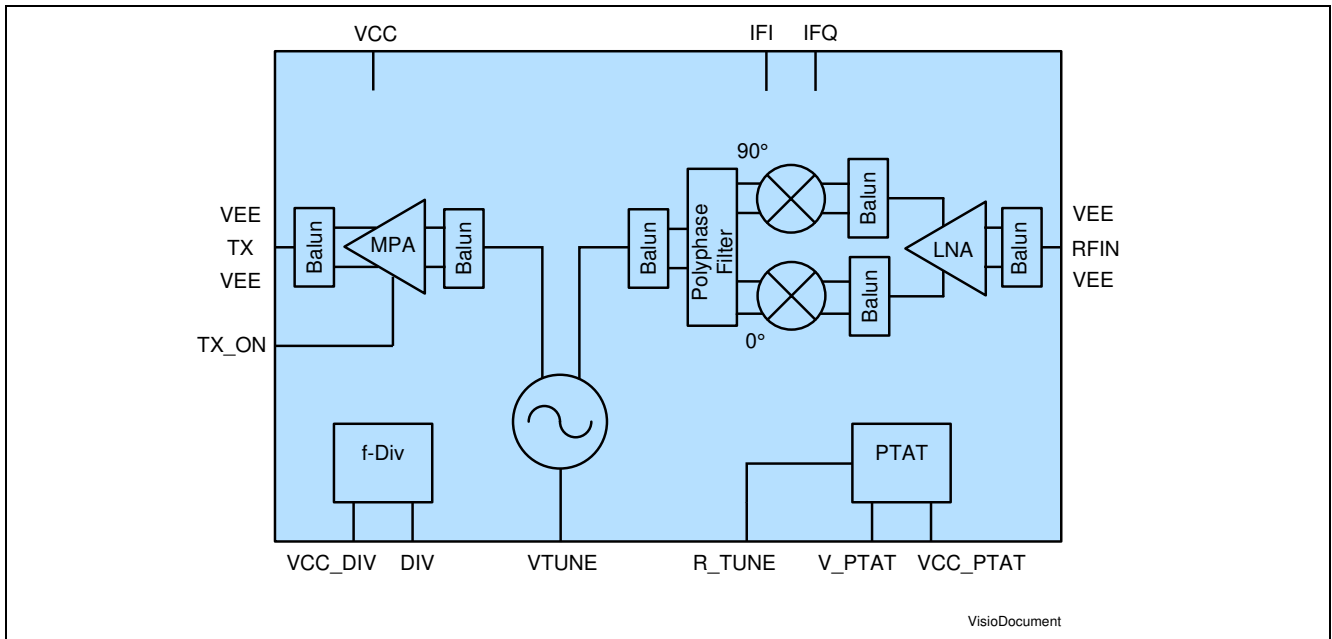 VCC
IFI IFQ
90°
VEE
TX
VEE
TX_ON
Balun
MPA
Balun
Balun
Polyphase
Filter
Balun
Balun
LNA
Balun
VEE
RFIN
VEE
0°
f-Div
PTAT
VCC_DIV DIV VTUNE R_TUNE V_PTAT VCC_PTAT
VisioDocument